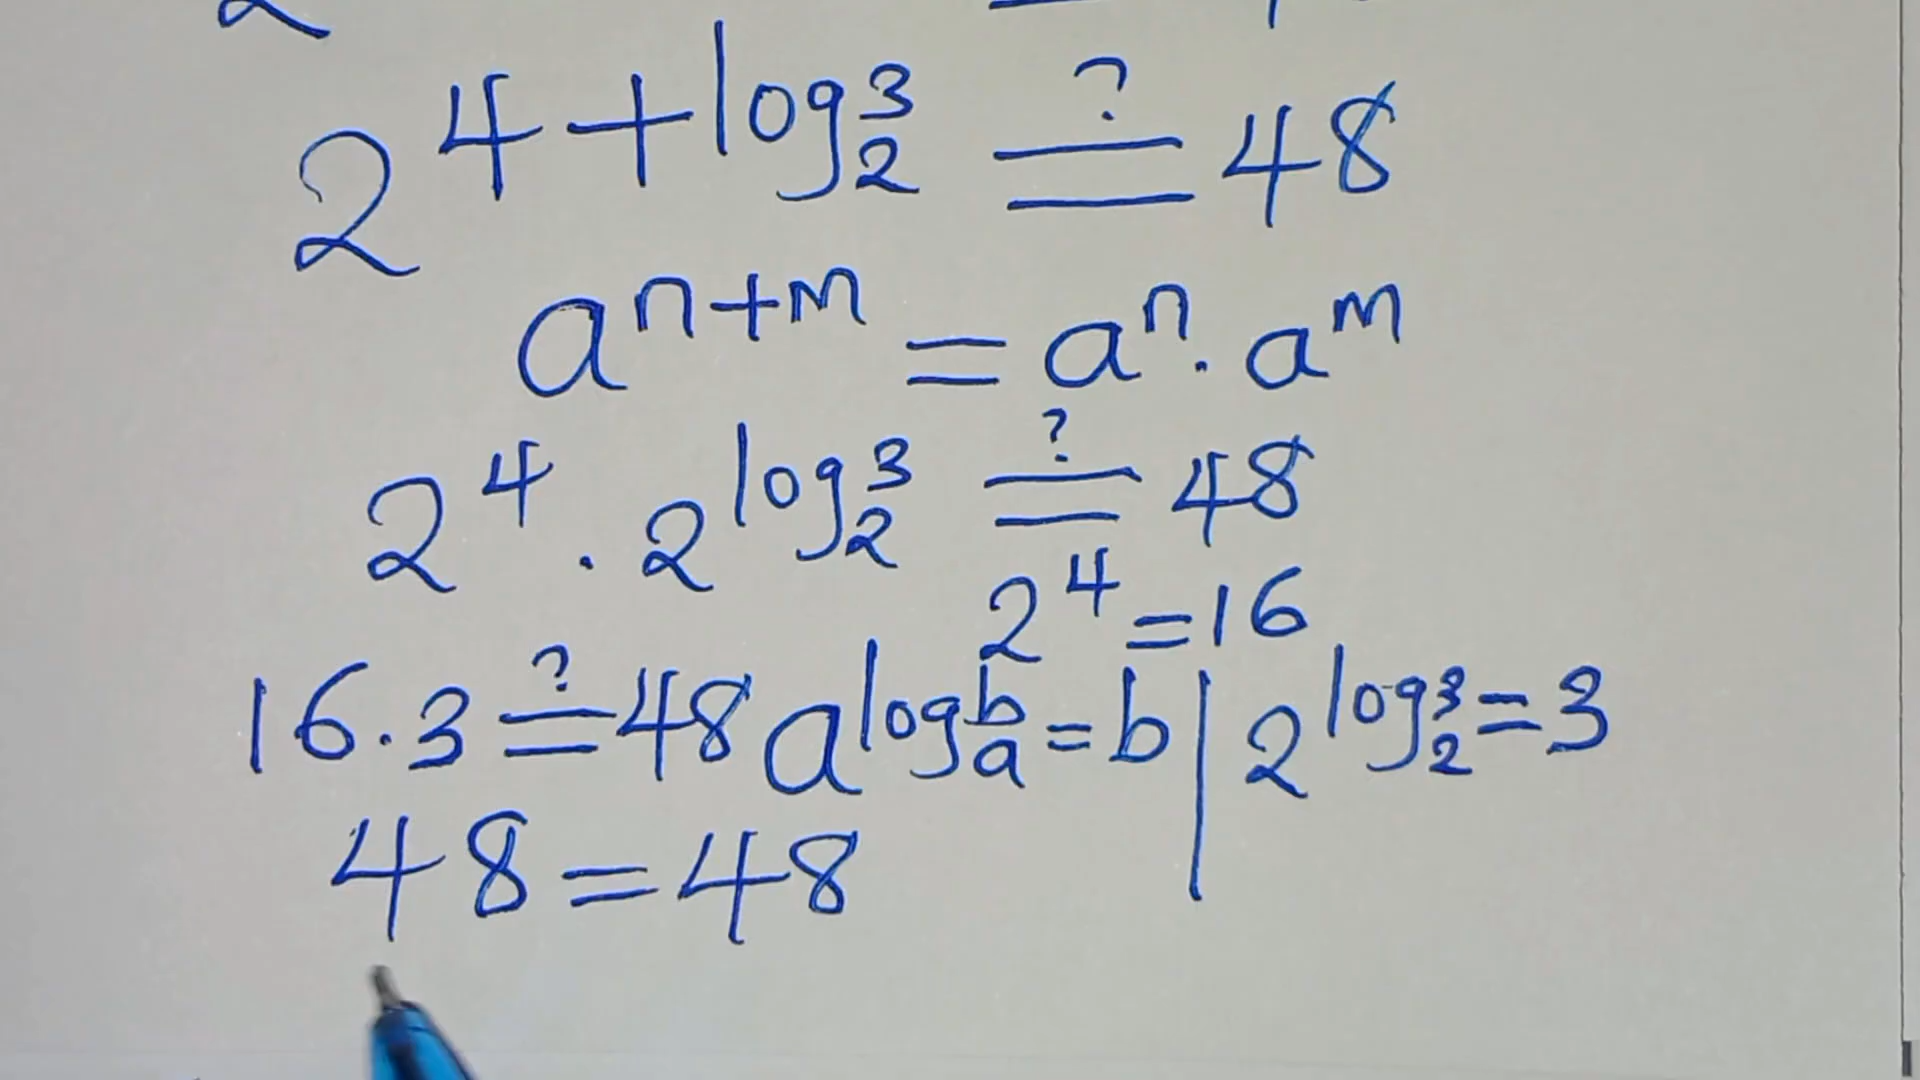 2^{4+log_2^3} ≟ 48
a^{n+m} = a^n . a^m
2^4 . 2^{log_2^3} ≟ 48
2^4 = 16
16 . 3 ≟ 48 a^{log_a^b} = b | 2^{log_2^3} = 3
48 = 48